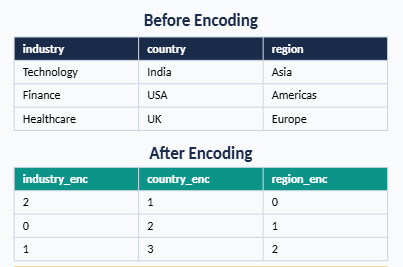 Before Encoding
industry country region
Technology India Asia
Finance USA Americas
Healthcare UK Europe
After Encoding
industry_enc country_enc region_enc
2 1 0
0 2 1
1 3 2